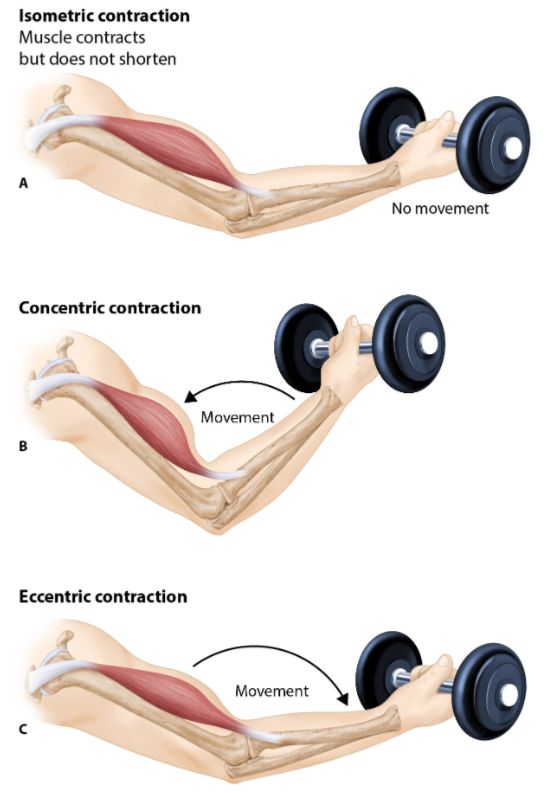 Isometric contraction
Muscle contracts
but does not shorten
A
No movement
Concentric contraction
Movement
B
Eccentric contraction
Movement
C